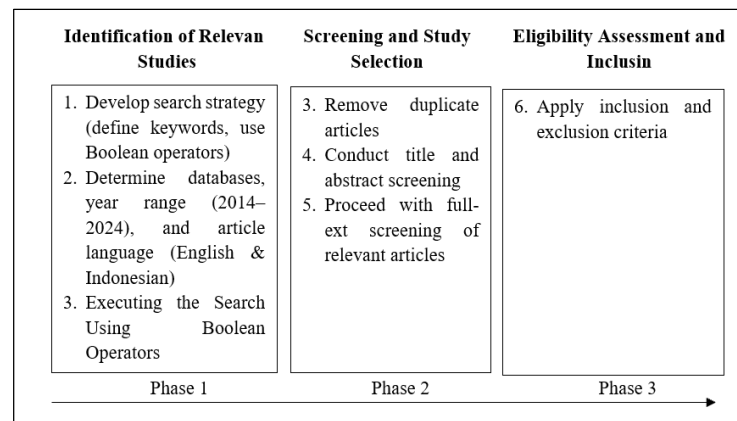 Identification of Relevan
Studies
1. Develop search strategy
(define keywords, use
Boolean operators)
2. Determine databases,
year range (2014–
2024), and article
language (English &
Indonesian)
3. Executing the Search
Using Boolean
Operators
Phase 1
Screening and Study
Selection
3. Remove duplicate
articles
4. Conduct title and
abstract screening
5. Proceed with full-
ext screening of
relevant articles
Phase 2
Eligibility Assessment and
Inclusin
6. Apply inclusion and
exclusion criteria
Phase 3